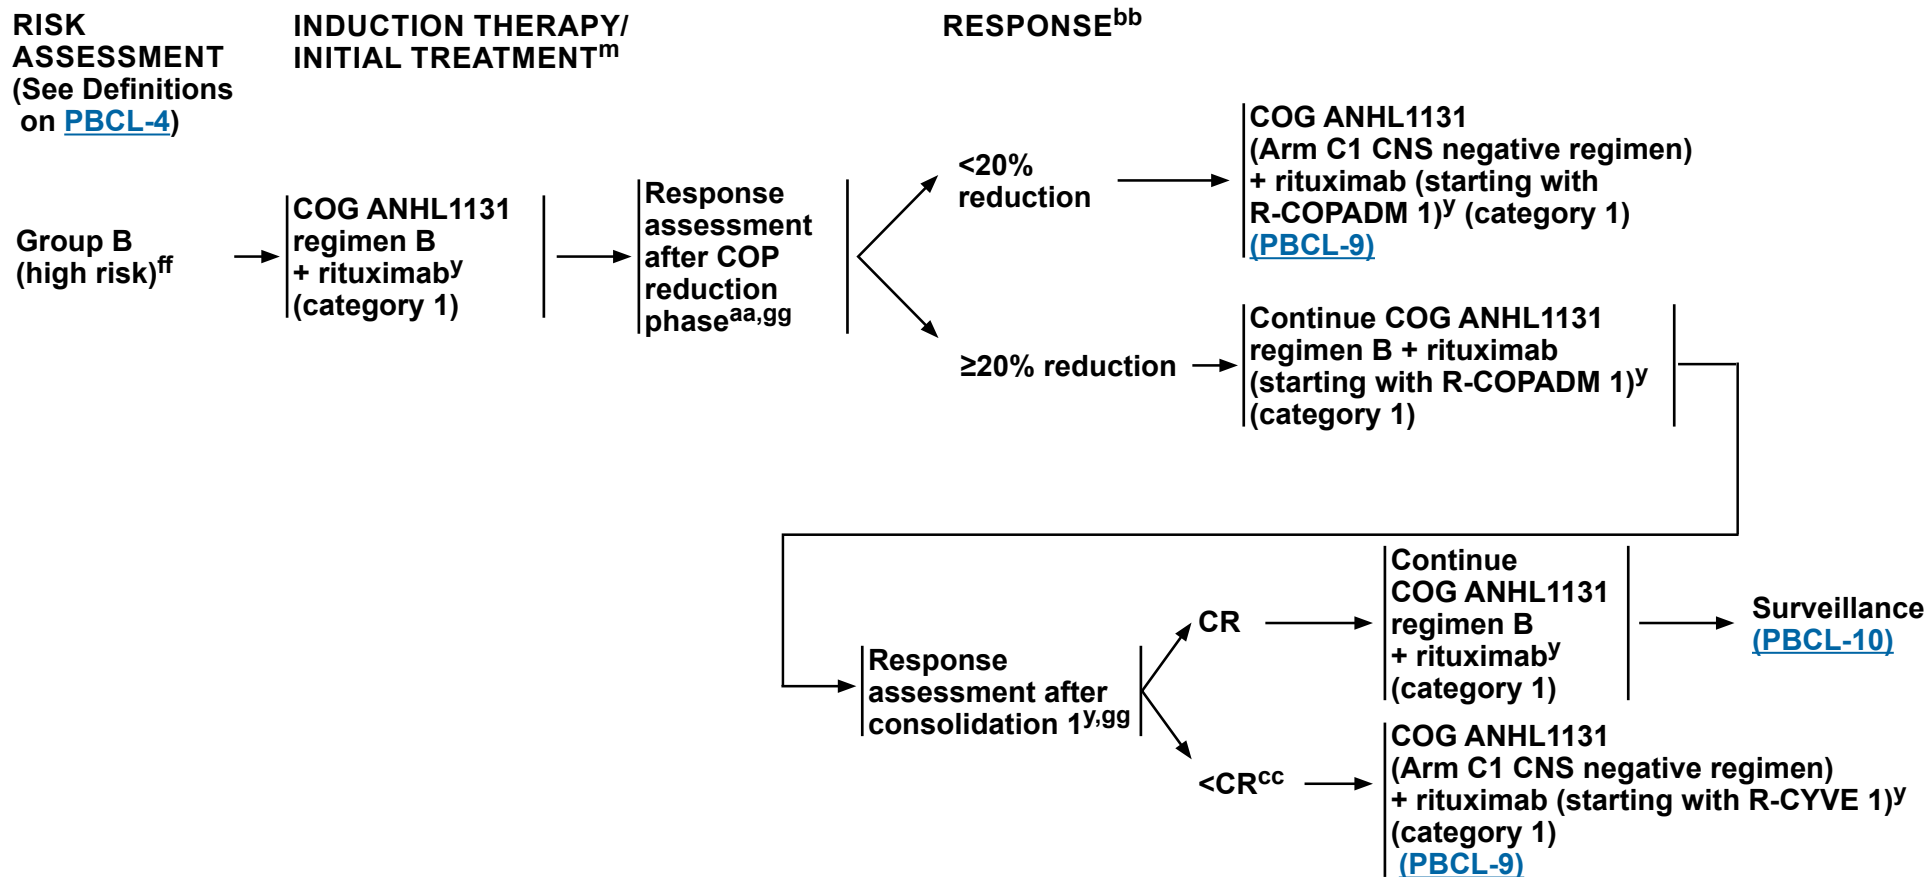 RISK
ASSESSMENT
(See Definitions
on PBCL-4)
INDUCTION THERAPY/
INITIAL TREATMENTm
RESPONSEbb
Group B
(high risk)ff
COG ANHL1131
regimen B
+ rituximaby
(category 1)
Response
assessment
after COP
reduction
phaseaa,gg
<20%
reduction
COG ANHL1131
(Arm C1 CNS negative regimen)
+ rituximab (starting with
R-COPADM 1)y (category 1)
(PBCL-9)
≥20% reduction
Continue COG ANHL1131
regimen B + rituximab
(starting with R-COPADM 1)y
(category 1)
Response
assessment after
consolidation 1y,gg
CR
Continue
COG ANHL1131
regimen B
+ rituximaby
(category 1)
Surveillance
(PBCL-10)
<CRcc
COG ANHL1131
(Arm C1 CNS negative regimen)
+ rituximab (starting with R-CYVE 1)y
(category 1)
(PBCL-9)